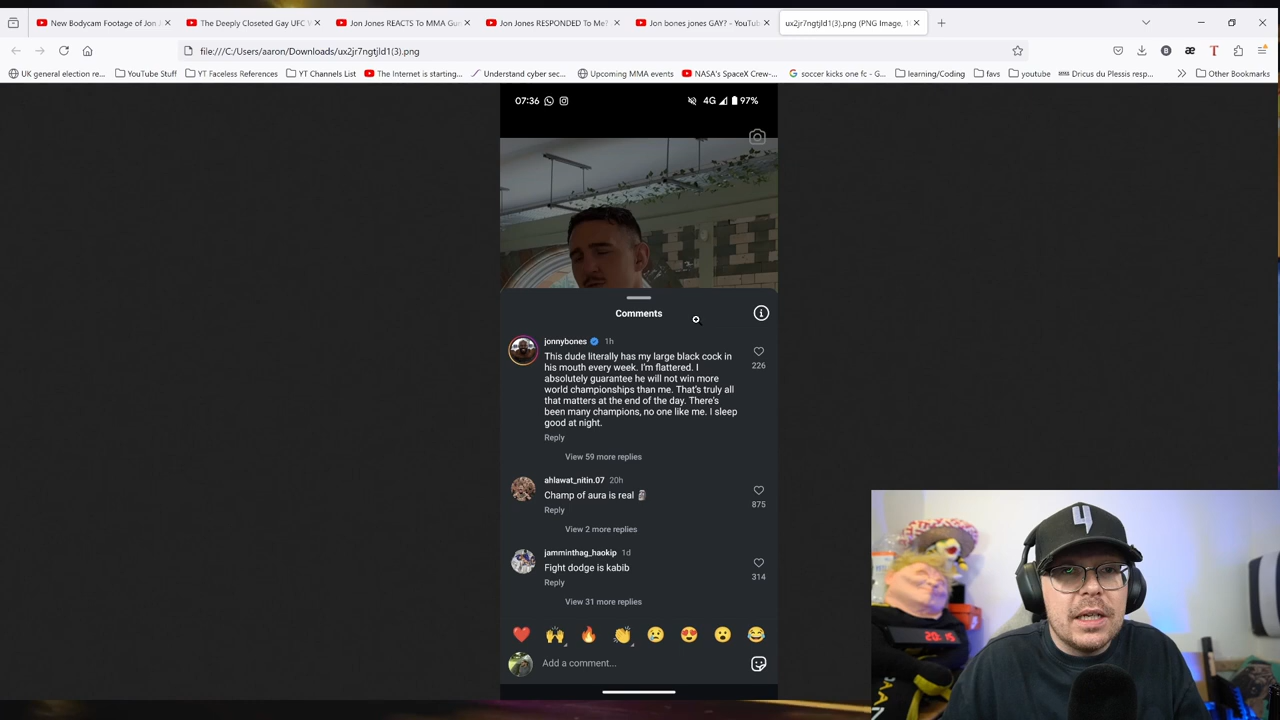 New Bodycam Footage of Jon J
The Deeply Closeted Gay UFC
Jon Jones REACTS To MMA Gu
Jon Jones RESPONDED To Me?
Jon bones jones GAY? - YouTub
ux2jr7ngtjld1(3).png (PNG Image, 1
file:///C:/Users/aaron/Downloads/ux2jr7ngtjld1(3).png
UK general election re...
YouTube Stuff
YT Faceless References
YT Channels List
The Internet is starting...
Understand cyber sec...
Upcoming MMA events
NASA's SpaceX Crew-...
soccer kicks one fc - G...
learning/Coding
favs
youtube
Dricus du Plessis resp...
Other Bookmarks
07:36
4G 97%
Comments
jonnybones 1h
This dude literally has my large black cock in
his mouth every week. I'm flattered. I
absolutely guarantee he will not win more
world championships than me. That's truly all
that matters at the end of the day. There's
been many champions, no one like me. I sleep
good at night.
226
Reply
View 59 more replies
ahlawat_nitin.07 20h
Champ of aura is real 🗿
875
Reply
View 2 more replies
jamminthag_haokip 1d
Fight dodge is kabib
314
Reply
View 31 more replies
❤️ 🙌 🔥 👏 😢 😍 😮 😂
Add a comment...
4
20:15